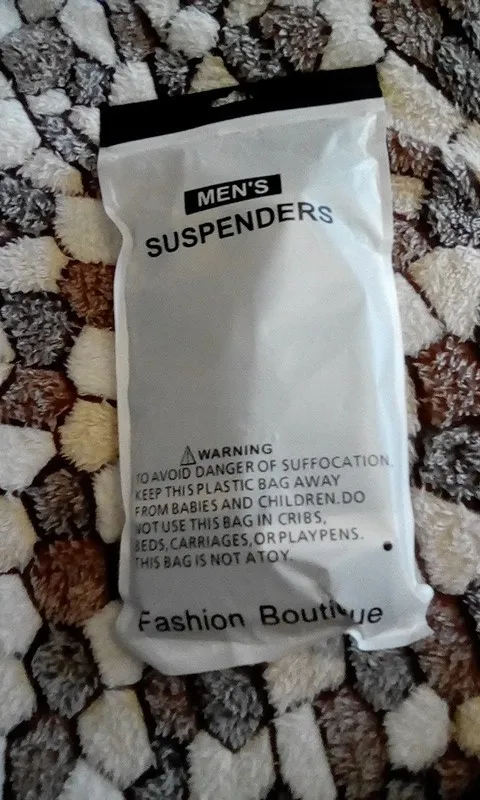 MEN'S
SUSPENDERS
WARNING
TO AVOID DANGER OF SUFFOCATION,
KEEP THIS PLASTIC BAG AWAY
FROM BABIES AND CHILDREN.DO
NOT USE THIS BAG IN CRIBS,
BEDS,CARRIAGES,OR PLAYPENS.
THIS BAG IS NOT A TOY.
Fashion Boutique